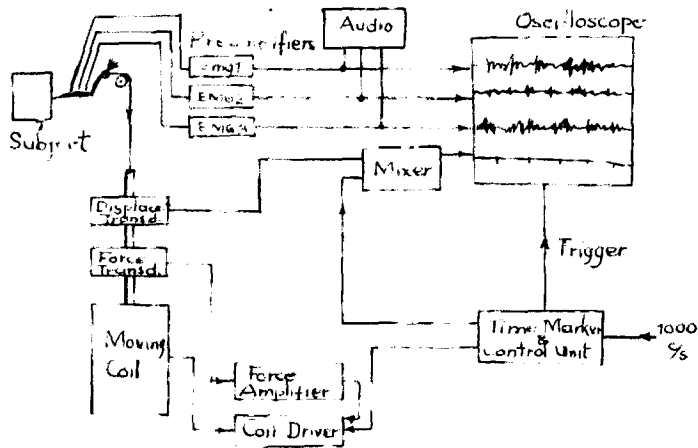 Audio
Oscilloscope
Preamplifiers
Emg1
EMG2
EMG3
Subject
Mixer
Displace
Transd.
Force
Transd.
Trigger
Moving
Coil
Time Marker
&
Control Unit
1000
c/s
Force
Amplifier
Coil Driver